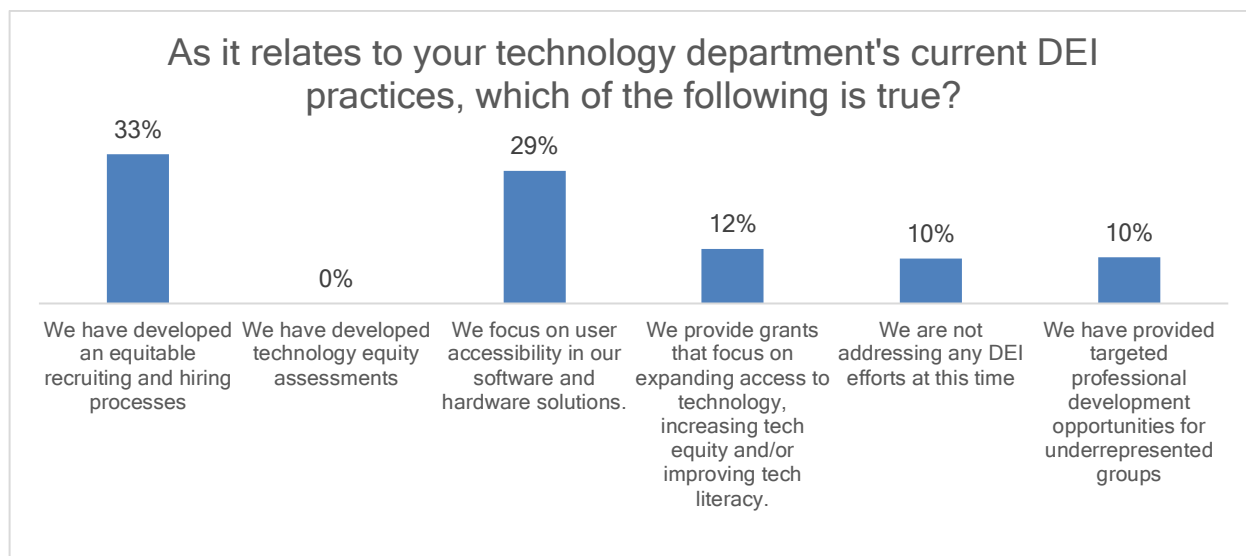 As it relates to your technology department's current DEI
practices, which of the following is true?
33%
0%
29%
12%
10%
10%
We have developed
an equitable
recruiting and hiring
processes
We have developed
technology equity
assessments
We focus on user
accessibility in our
software and
hardware solutions.
We provide grants
that focus on
expanding access to
technology,
increasing tech
equity and/or
improving tech
literacy.
We are not
addressing any DEI
efforts at this time
We have provided
targeted
professional
development
opportunities for
underrepresented
groups